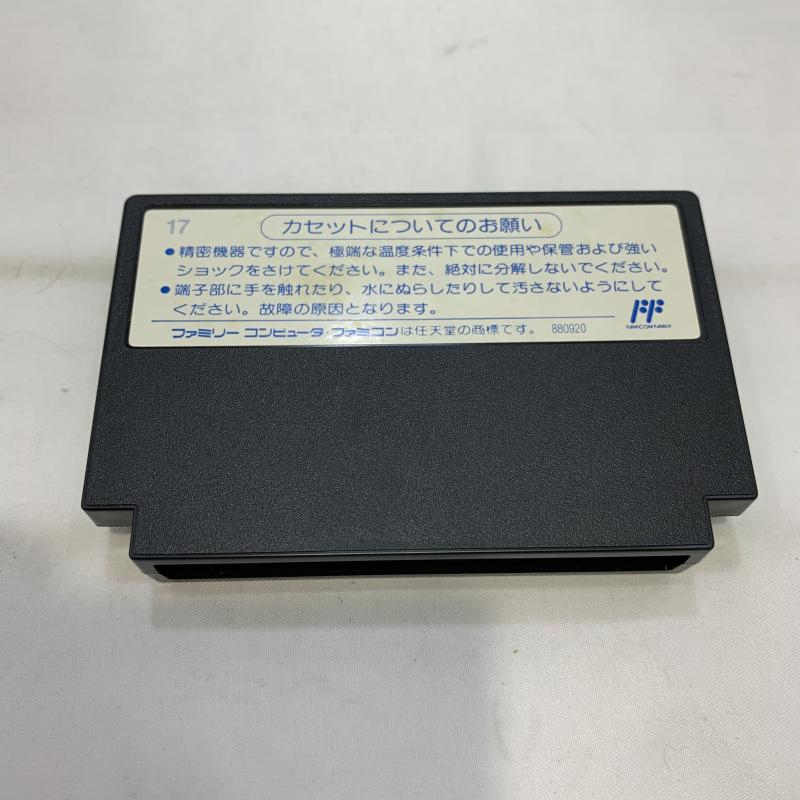 17
カセットについてのお願い
●精密機器ですので、極端な温度条件下での使用や保管および強い
ショックをさけてください。また、絶対に分解しないでください。
●端子部に手を触れたり、水にぬらしたりして汚さないようにして
ください。故障の原因となります。
FF
FAMICOM FAMILY
ファミリー コンピュータ・ファミコンは任天堂の商標です。 880920